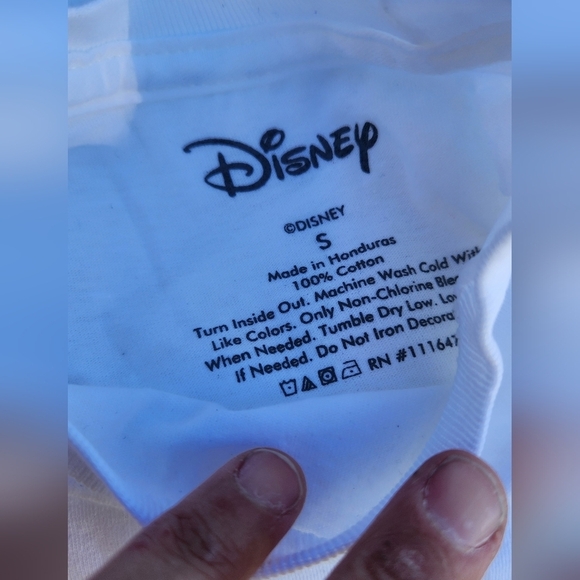 Disney
©DISNEY
S
Made in Honduras
100% Cotton
Turn Inside Out. Machine Wash Cold
Like Colors. Only Non-Chlorine
When Needed. Tumble Dry Low.
If Needed. Do Not Iron
RN #11164